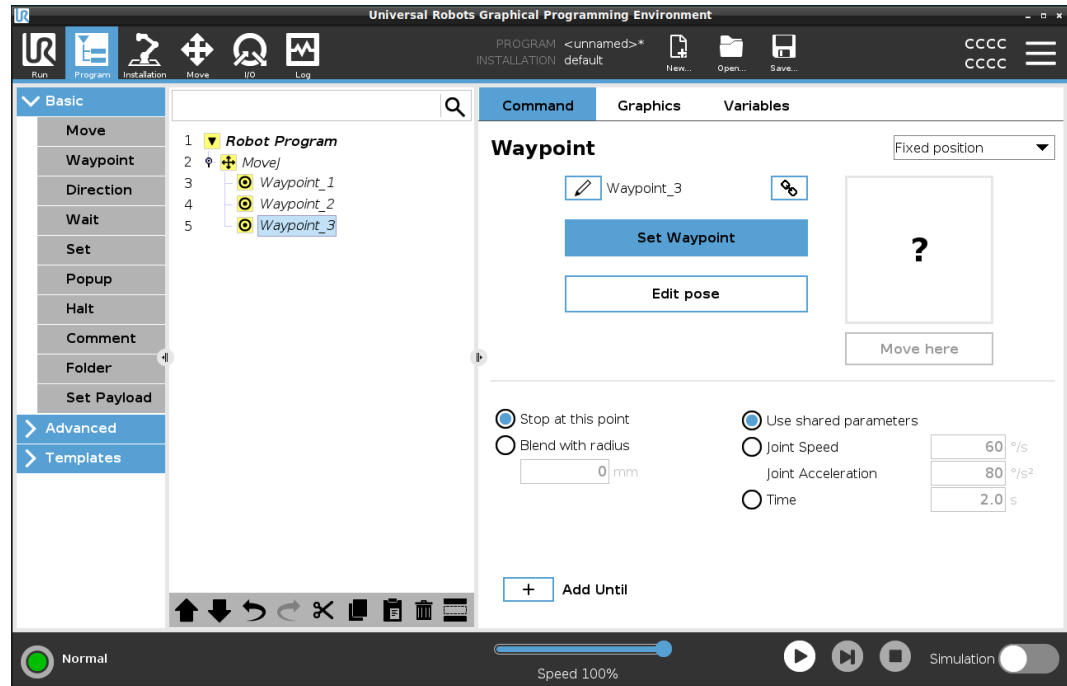 Universal Robots Graphical Programming Environment
UR
Run
Program
Installation
Move
I/O
Log
PROGRAM <unnamed>*
INSTALLATION default
New...
Open...
Save...
CCCC
CCCC
Basic
Move
Waypoint
Direction
Wait
Set
Popup
Halt
Comment
Folder
Set Payload
Advanced
Templates
1 Robot Program
2 MoveJ
3 Waypoint_1
4 Waypoint_2
5 Waypoint_3
Command Graphics Variables
Waypoint
Fixed position
Waypoint_3
Set Waypoint
Edit pose
?
Move here
Stop at this point
Blend with radius
0 mm
Use shared parameters
Joint Speed 60 °/s
Joint Acceleration 80 °/s²
Time 2.0 s
+ Add Until
Normal
Speed 100%
Simulation